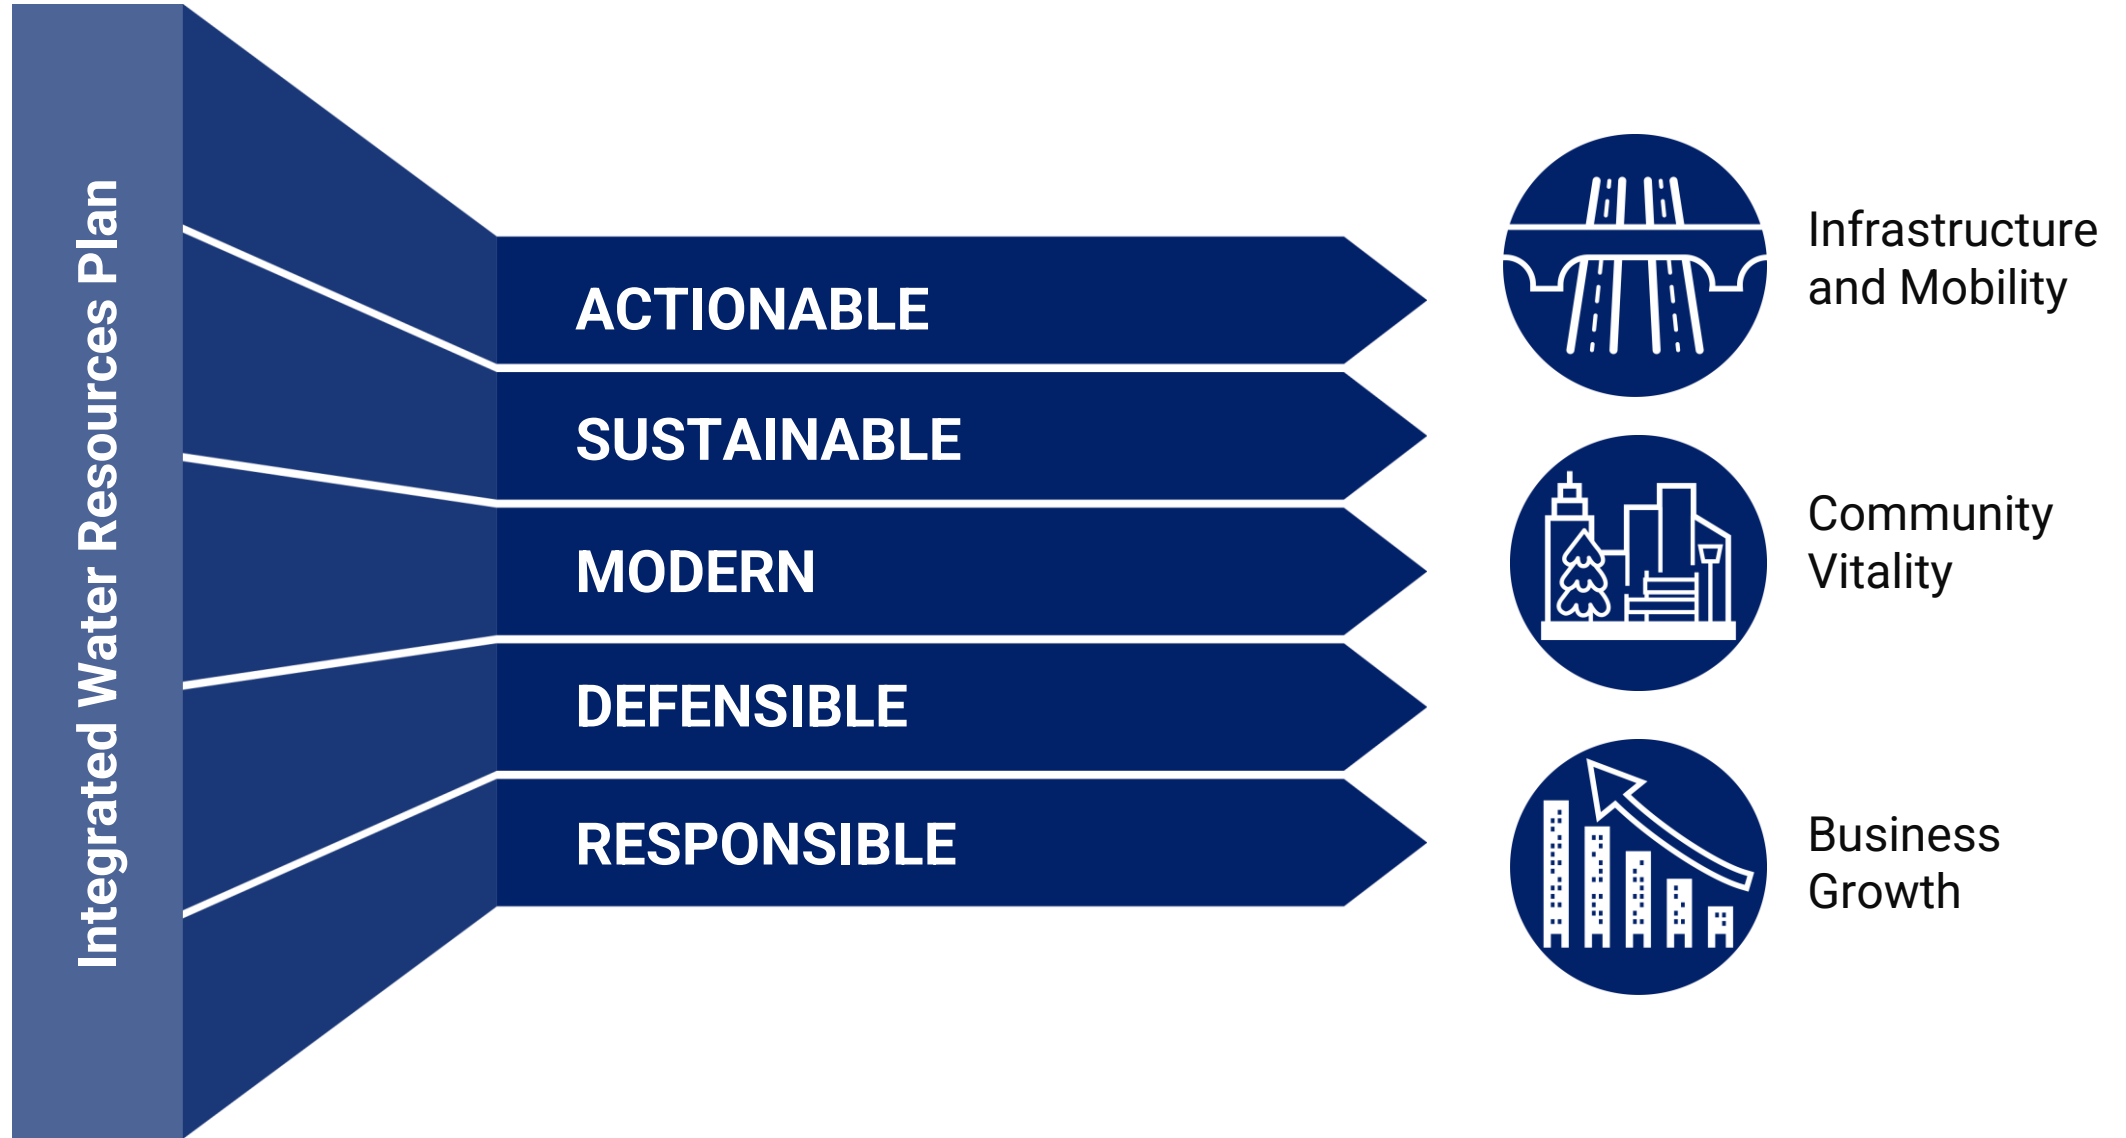 Integrated Water Resources Plan
ACTIONABLE
SUSTAINABLE
MODERN
DEFENSIBLE
RESPONSIBLE
Infrastructure
and Mobility
Community
Vitality
Business
Growth